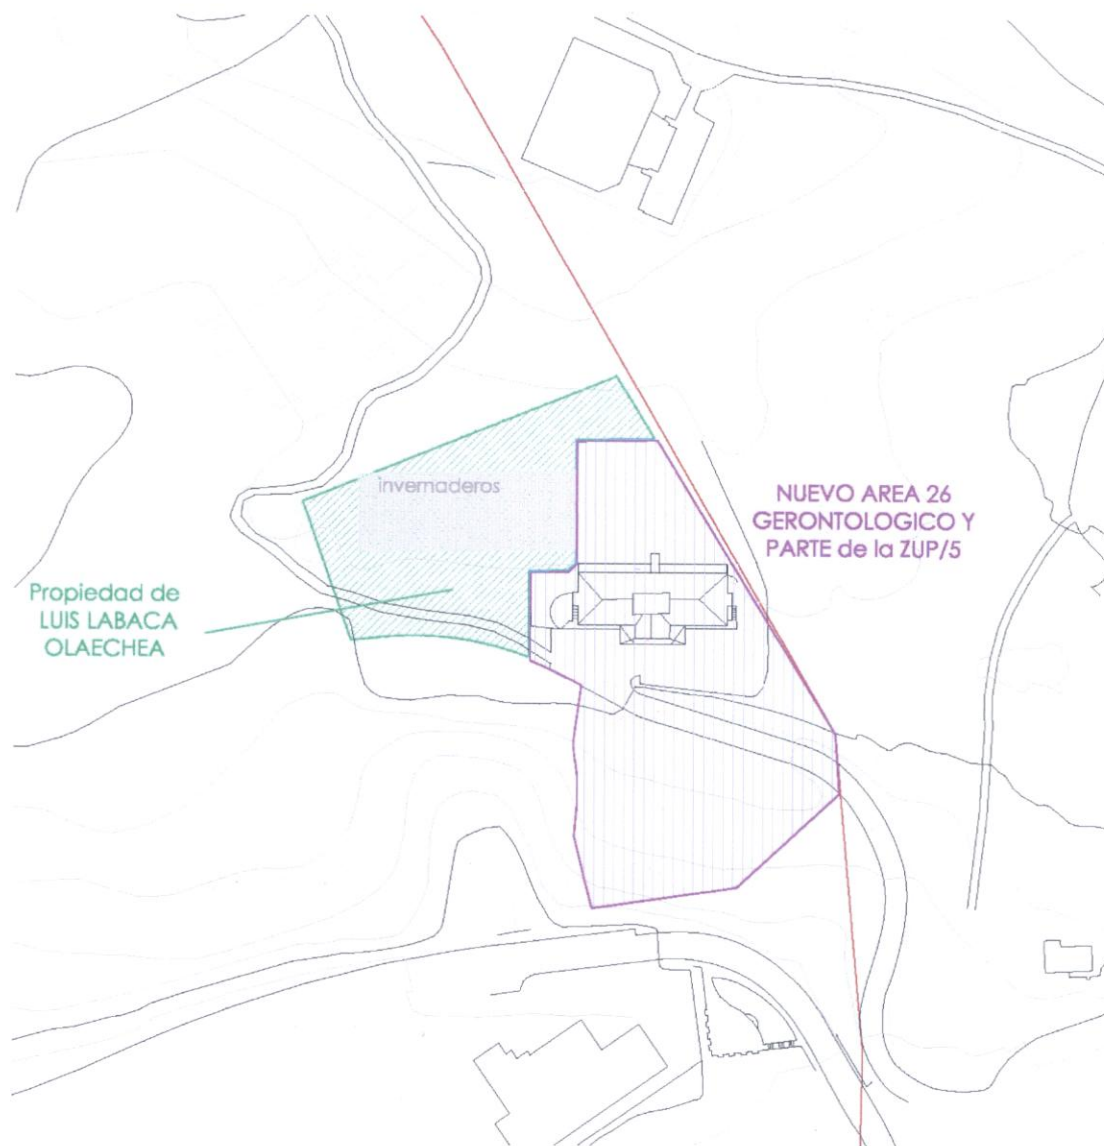 invernaderos
NUEVO AREA 26
GERONTOLOGICO Y
PARTE de la ZUP/5
Propiedad de
LUIS LABACA
OLAECHEA